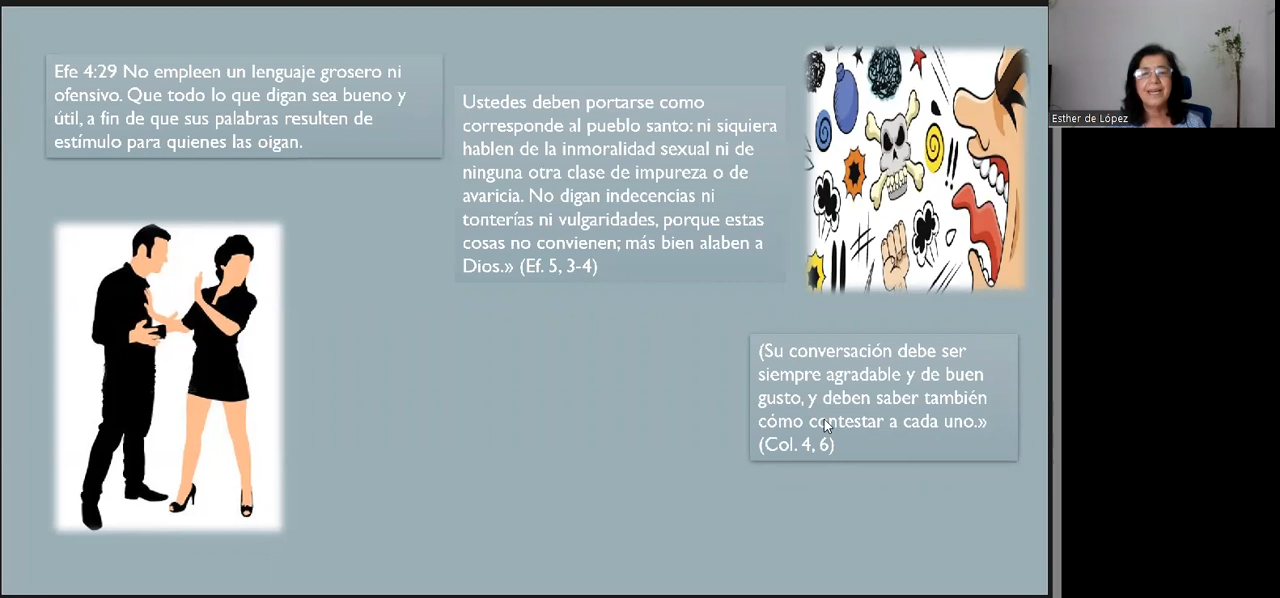 Efe 4:29 No empleen un lenguaje grosero ni
ofensivo. Que todo lo que digan sea bueno y
útil, a fin de que sus palabras resulten de
estímulo para quienes las oigan.
Ustedes deben portarse como
corresponde al pueblo santo: ni siquiera
hablen de la inmoralidad sexual ni de
ninguna otra clase de impureza o de
avaricia. No digan indecencias ni
tonterías ni vulgaridades, porque estas
cosas no convienen; más bien alaben a
Dios.» (Ef. 5, 3-4)
(Su conversación debe ser
siempre agradable y de buen
gusto, y deben saber también
cómo contestar a cada uno.»
(Col. 4, 6)
Esther de López